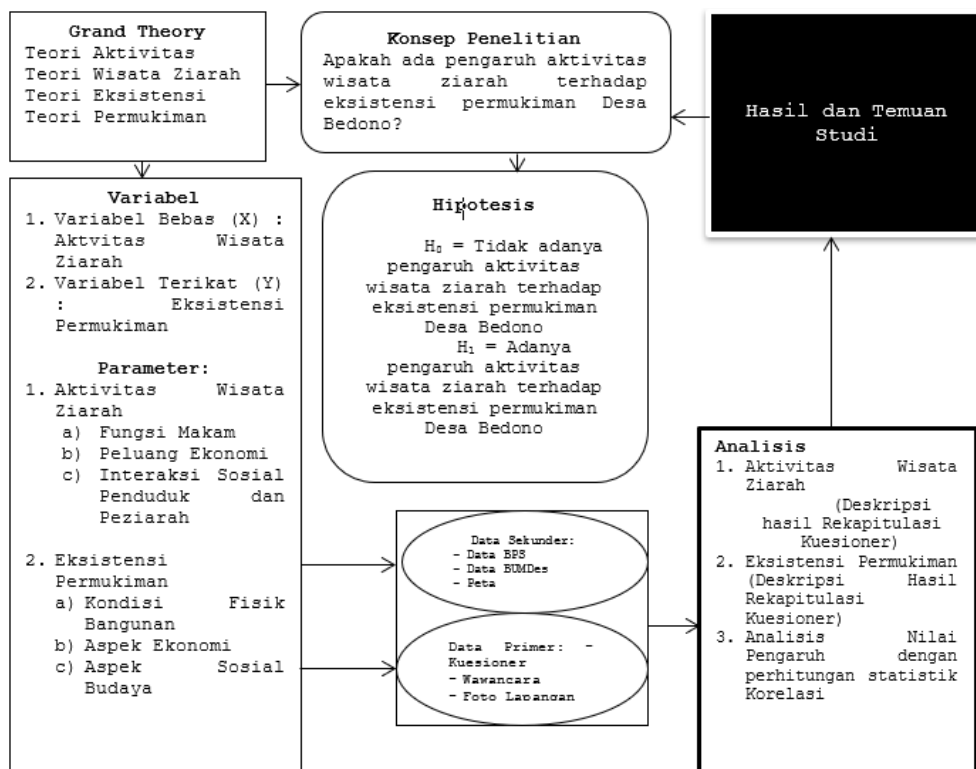 Grand Theory
Teori Aktivitas
Teori Wisata Ziarah
Teori Eksistensi
Teori Permukiman
Konsep Penelitian
Apakah ada pengaruh aktivitas
wisata ziarah terhadap
eksistensi permukiman Desa
Bedono?
Hasil dan Temuan
Studi
Variabel
1. Variabel Bebas (X) :
Aktvitas Wisata
Ziarah
2. Variabel Terikat (Y)
: Eksistensi
Permukiman
Parameter:
1. Aktivitas Wisata
Ziarah
a) Fungsi Makam
b) Peluang Ekonomi
c) Interaksi Sosial
Penduduk dan
Peziarah
2. Eksistensi
Permukiman
a) Kondisi Fisik
Bangunan
b) Aspek Ekonomi
c) Aspek Sosial
Budaya
Hipotesis
H₀ = Tidak adanya
pengaruh aktivitas
wisata ziarah terhadap
eksistensi permukiman
Desa Bedono
H₁ = Adanya
pengaruh aktivitas
wisata ziarah terhadap
eksistensi permukiman
Desa Bedono
Data Sekunder:
- Data BPS
- Data BUMDes
- Peta
Data Primer: -
Kuesioner
- Wawancara
- Foto Lapangan
Analisis
1. Aktivitas Wisata
Ziarah
(Deskripsi
hasil Rekapitulasi
Kuesioner)
2. Eksistensi Permukiman
(Deskripsi Hasil
Rekapitulasi
Kuesioner)
3. Analisis Nilai
Pengaruh dengan
perhitungan statistik
Korelasi